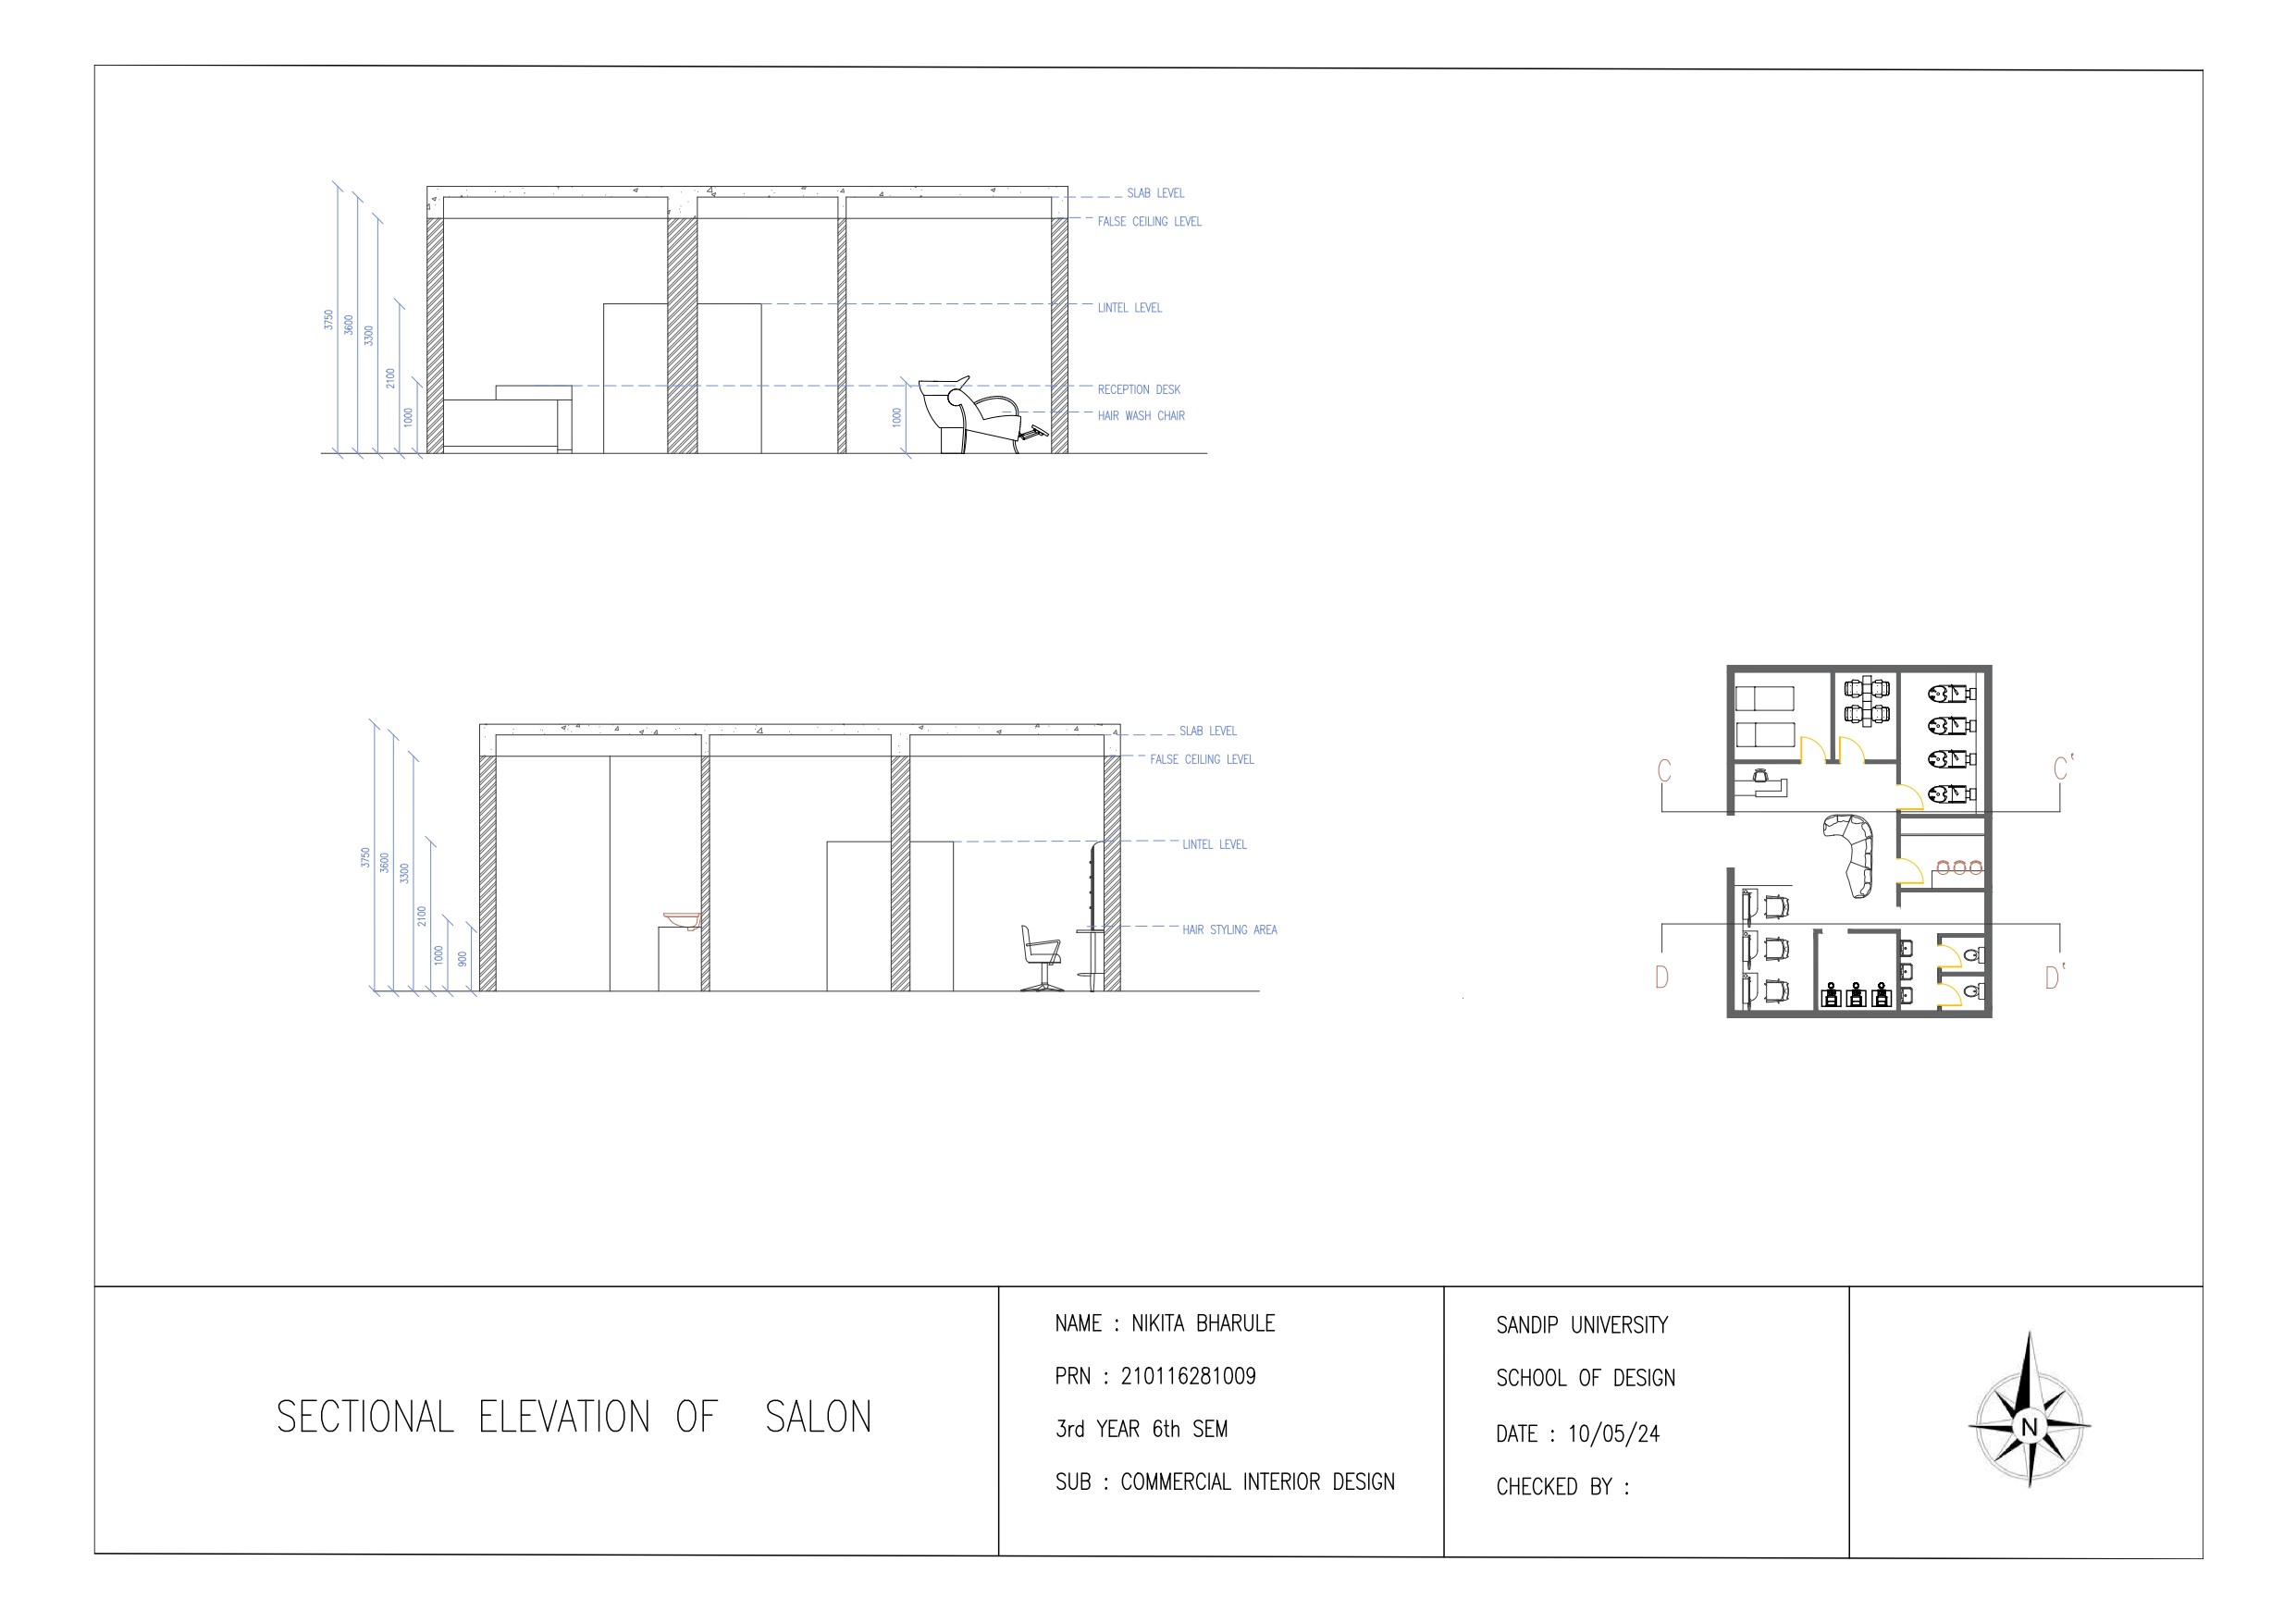 SLAB LEVEL
FALSE CEILING LEVEL
LINTEL LEVEL
RECEPTION DESK
HAIR WASH CHAIR
3750
3600
3300
2100
1000
1000
SLAB LEVEL
FALSE CEILING LEVEL
LINTEL LEVEL
HAIR STYLING AREA
3750
3600
3300
2100
1000
900
C
C'
D
D'
SECTIONAL ELEVATION OF SALON
NAME : NIKITA BHARULE
PRN : 210116281009
3rd YEAR 6th SEM
SUB : COMMERCIAL INTERIOR DESIGN
SANDIP UNIVERSITY
SCHOOL OF DESIGN
DATE : 10/05/24
CHECKED BY :
N